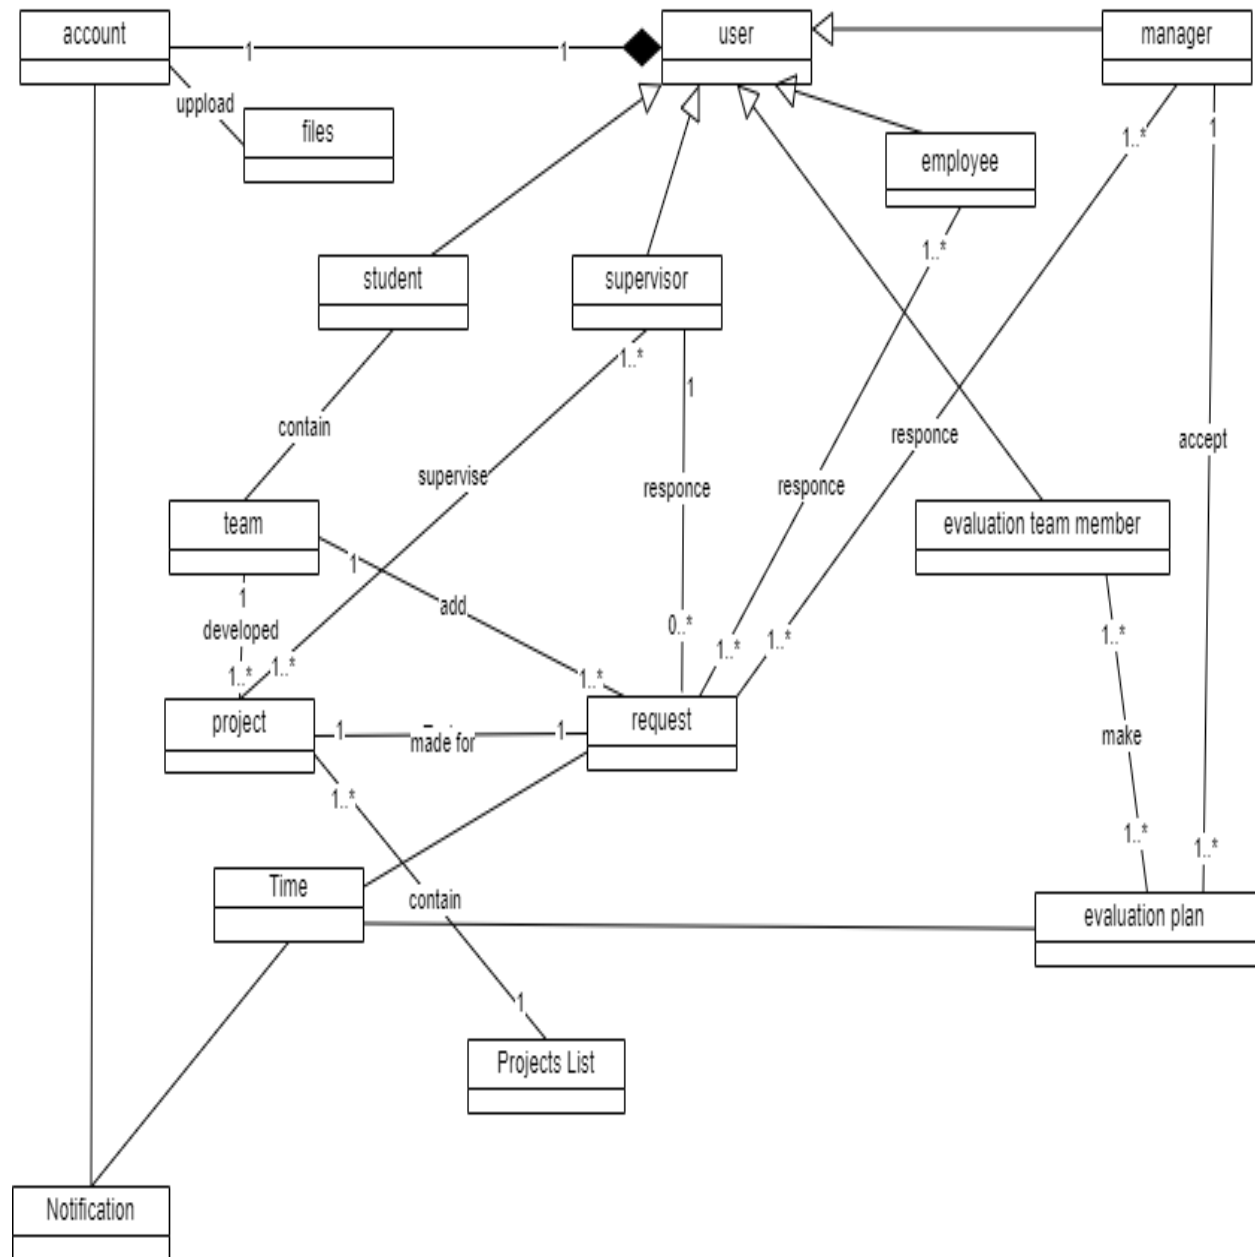 account
user
manager
1
1
uppload
files
1..*
1
employee
1..*
student
supervisor
1..*
1
contain
responce
accept
supervise
responce
responce
team
evaluation team member
1
1
add
developed
0..*
1..*
1..*
1..*
1..*
1..*
1..*
project
request
1
made for
1
make
1..*
1..*
1..*
Time
contain
evaluation plan
1
Projects List
Notification